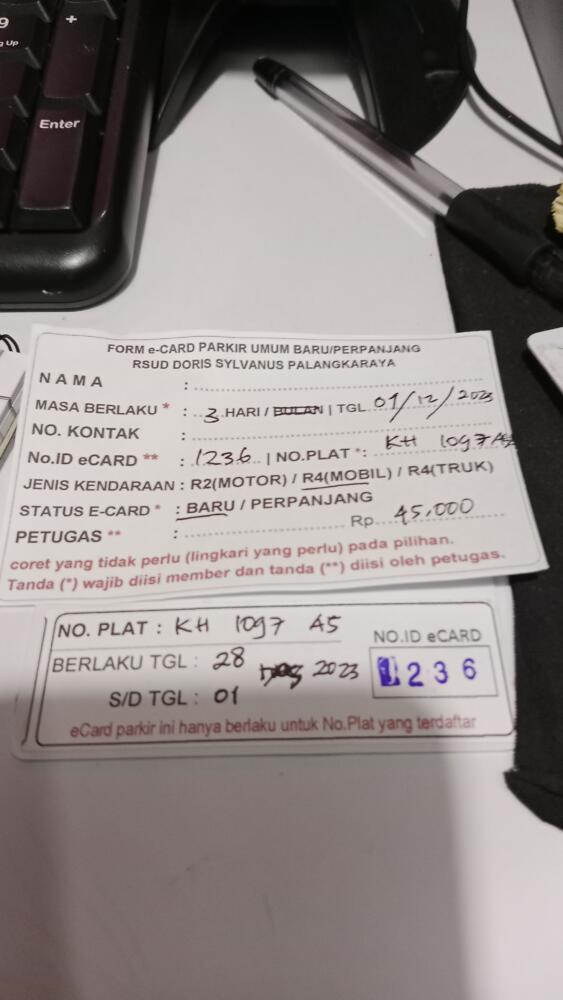 9
g Up
+
Enter
FORM e-CARD PARKIR UMUM BARU/PERPANJANG
RSUD DORIS SYLVANUS PALANGKARAYA
N A M A :
MASA BERLAKU * : 3 HARI / BULAN | TGL 01/12/2023
NO. KONTAK :
No.ID eCARD ** : 1236 | NO.PLAT *: KH 1097 AS
JENIS KENDARAAN : R2(MOTOR) / R4(MOBIL) / R4(TRUK)
STATUS E-CARD * : BARU / PERPANJANG
PETUGAS ** : Rp. 45,000
coret yang tidak perlu (lingkari yang perlu) pada pilihan.
Tanda (*) wajib diisi member dan tanda (**) diisi oleh petugas.
NO. PLAT : KH 1097 AS
BERLAKU TGL : 28 2023
S/D TGL : 01
NO.ID eCARD
1236
eCard parkir ini hanya berlaku untuk No.Plat yang terdaftar